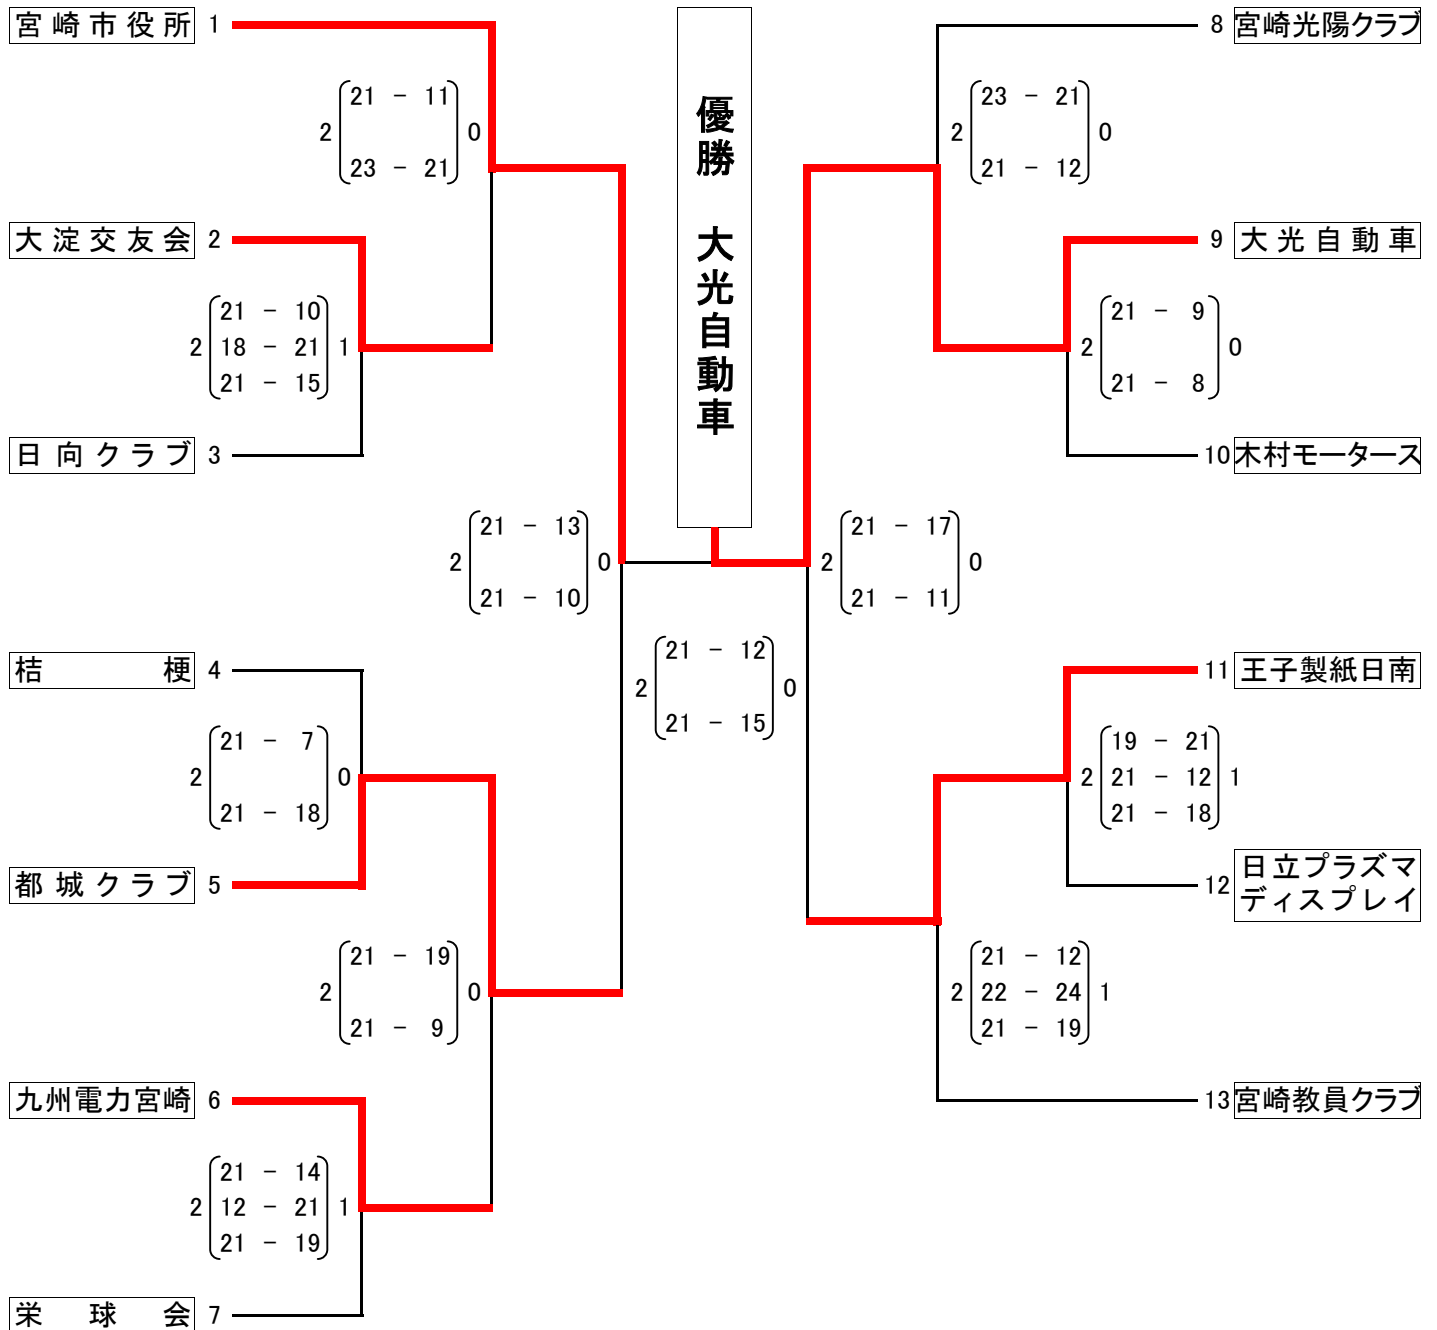 宮崎市役所 1
21 - 11
2 0
23 - 21
大淀交友会 2
21 - 10
2 18 - 21 1
21 - 15
日向クラブ 3
21 - 13
2 0
21 - 10
桔梗 4
21 - 7
2 0
21 - 18
都城クラブ 5
21 - 19
2 0
21 - 9
九州電力宮崎 6
21 - 14
2 12 - 21 1
21 - 19
栄球会 7
優勝 大光自動車
21 - 12
2 0
21 - 15
8 宮崎光陽クラブ
23 - 21
2 0
21 - 12
9 大光自動車
21 - 9
2 0
21 - 8
10 木村モータース
21 - 17
2 0
21 - 11
11 王子製紙日南
19 - 21
2 21 - 12 1
21 - 18
12 日立プラズマ
ディスプレイ
21 - 12
2 22 - 24 1
21 - 19
13 宮崎教員クラブ